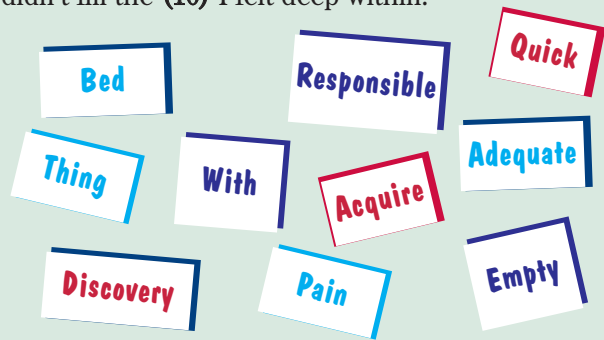 didn't fill the (10) I felt deep within.
Quick
Responsible
Bed
Adequate
Thing
With
Acquire
Discovery
Pain
Empty